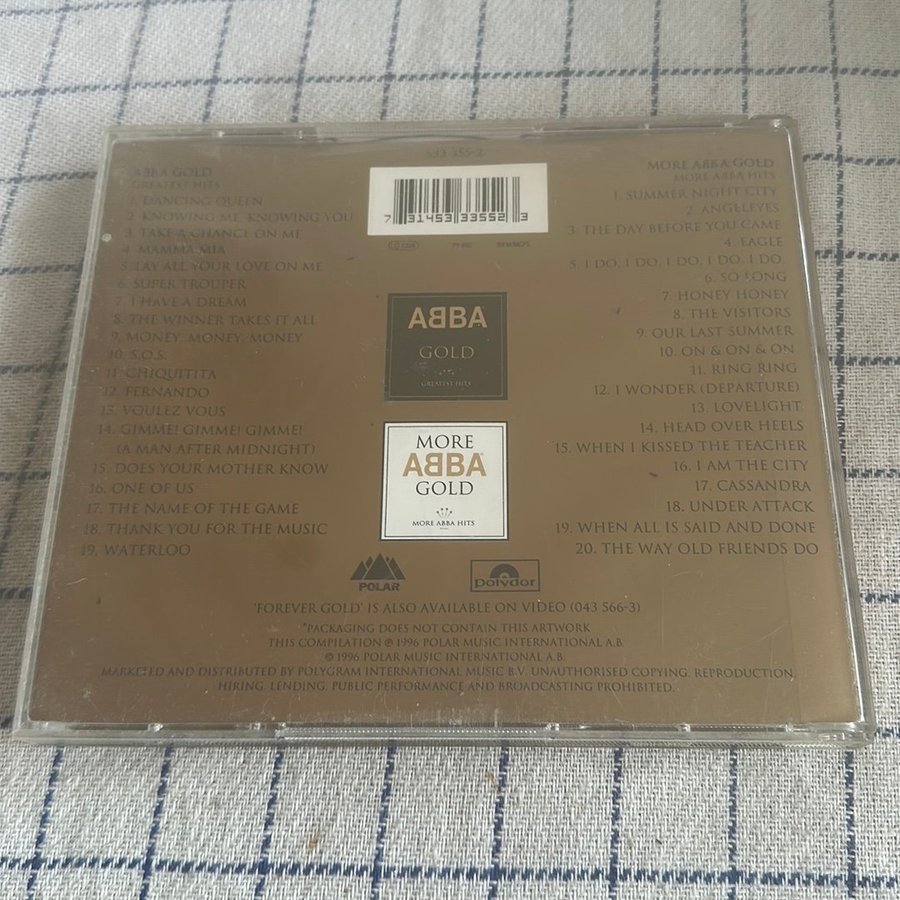 533 355-2
7 31453 33552 3
LC 0309
PY 882
BIEM/MCPS
ABBA GOLD
GREATEST HITS
1. DANCING QUEEN
2. KNOWING ME, KNOWING YOU
3. TAKE A CHANCE ON ME
4. MAMMA MIA
5. LAY ALL YOUR LOVE ON ME
6. SUPER TROUPER
7. I HAVE A DREAM
8. THE WINNER TAKES IT ALL
9. MONEY, MONEY, MONEY
10. S.O.S.
11. CHIQUITITA
12. FERNANDO
13. VOULEZ VOUS
14. GIMME! GIMME! GIMME!
(A MAN AFTER MIDNIGHT)
15. DOES YOUR MOTHER KNOW
16. ONE OF US
17. THE NAME OF THE GAME
18. THANK YOU FOR THE MUSIC
19. WATERLOO
ABBA
GOLD
GREATEST HITS
MORE
ABBA
GOLD
MORE ABBA HITS
MORE ABBA GOLD
MORE ABBA HITS
1. SUMMER NIGHT CITY
2. ANGELEYES
3. THE DAY BEFORE YOU CAME
4. EAGLE
5. I DO, I DO, I DO, I DO, I DO
6. SO LONG
7. HONEY HONEY
8. THE VISITORS
9. OUR LAST SUMMER
10. ON & ON & ON
11. RING RING
12. I WONDER (DEPARTURE)
13. LOVELIGHT
14. HEAD OVER HEELS
15. WHEN I KISSED THE TEACHER
16. I AM THE CITY
17. CASSANDRA
18. UNDER ATTACK
19. WHEN ALL IS SAID AND DONE
20. THE WAY OLD FRIENDS DO
POLAR
polydor
'FOREVER GOLD' IS ALSO AVAILABLE ON VIDEO (043 566-3)
*PACKAGING DOES NOT CONTAIN THIS ARTWORK
THIS COMPILATION ℗ 1996 POLAR MUSIC INTERNATIONAL A.B
© 1996 POLAR MUSIC INTERNATIONAL A.B.
MARKETED AND DISTRIBUTED BY POLYGRAM INTERNATIONAL MUSIC B.V. UNAUTHORISED COPYING, REPRODUCTION,
HIRING, LENDING, PUBLIC PERFORMANCE AND BROADCASTING PROHIBITED.